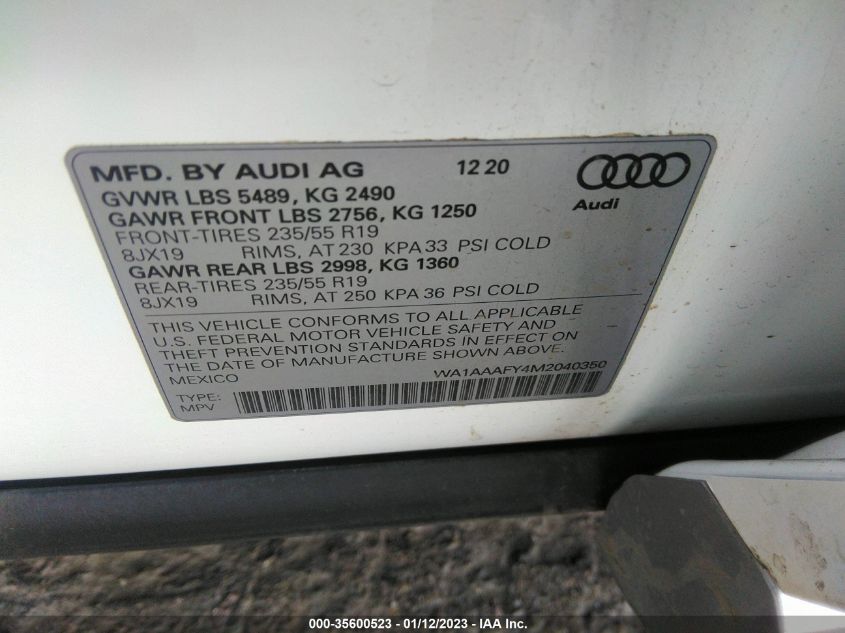 MFD. BY AUDI AG 12 20
GVWR LBS 5489, KG 2490
GAWR FRONT LBS 2756, KG 1250
Audi
FRONT-TIRES 235/55 R19
8JX19 RIMS, AT 230 KPA 33 PSI COLD
GAWR REAR LBS 2998, KG 1360
REAR-TIRES 235/55 R19
8JX19 RIMS, AT 250 KPA 36 PSI COLD
THIS VEHICLE CONFORMS TO ALL APPLICABLE
U.S. FEDERAL MOTOR VEHICLE SAFETY AND
THEFT PREVENTION STANDARDS IN EFFECT ON
THE DATE OF MANUFACTURE SHOWN ABOVE.
MEXICO WA1AAAFY4M2040350
TYPE:
MPV
000-35600523 - 01/12/2023 - © IAA Inc.